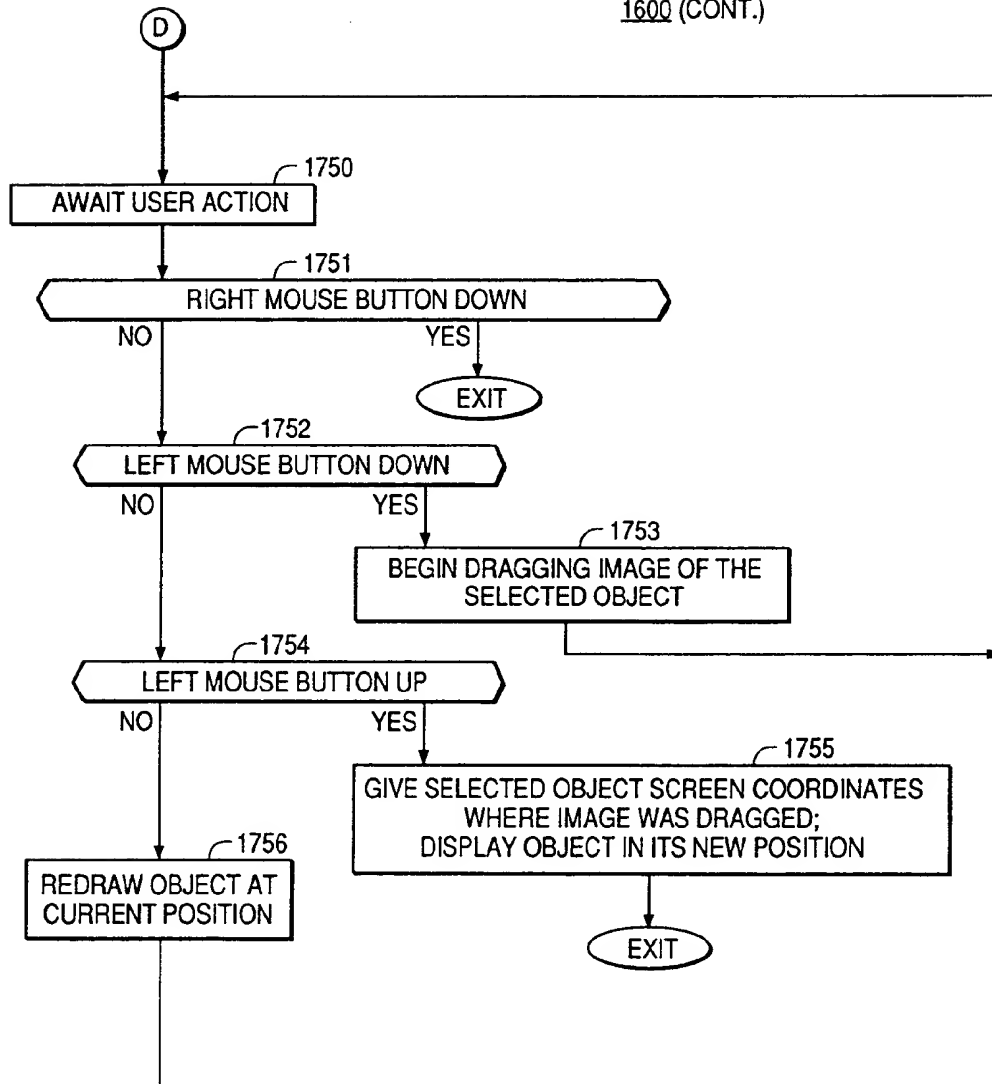 1600 (CONT.)
D
1750
AWAIT USER ACTION
1751
RIGHT MOUSE BUTTON DOWN
NO
YES
EXIT
1752
LEFT MOUSE BUTTON DOWN
NO
YES
1753
BEGIN DRAGGING IMAGE OF THE
SELECTED OBJECT
1754
LEFT MOUSE BUTTON UP
NO
YES
1755
GIVE SELECTED OBJECT SCREEN COORDINATES
WHERE IMAGE WAS DRAGGED;
DISPLAY OBJECT IN ITS NEW POSITION
1756
REDRAW OBJECT AT
CURRENT POSITION
EXIT